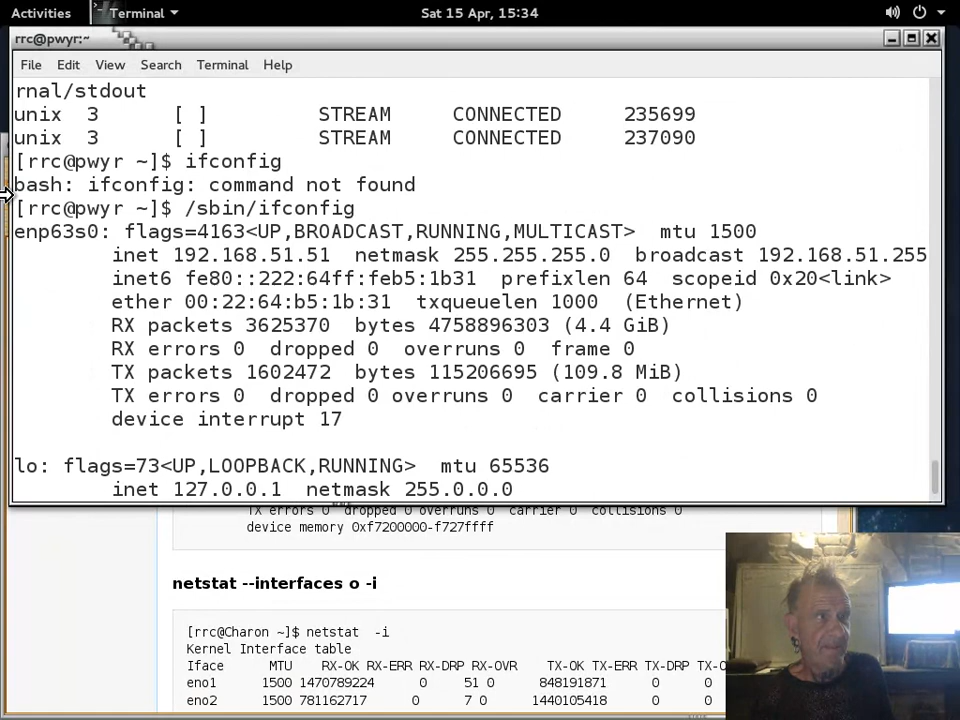 Activities Terminal Sat 15 Apr, 15:34
rrc@pwyr:~
File Edit View Search Terminal Help
rnal/stdout
unix 3 [ ] STREAM CONNECTED 235699
unix 3 [ ] STREAM CONNECTED 237090
[rrc@pwyr ~]$ ifconfig
bash: ifconfig: command not found
[rrc@pwyr ~]$ /sbin/ifconfig
enp63s0: flags=4163<UP,BROADCAST,RUNNING,MULTICAST> mtu 1500
inet 192.168.51.51 netmask 255.255.255.0 broadcast 192.168.51.255
inet6 fe80::222:64ff:feb5:1b31 prefixlen 64 scopeid 0x20<link>
ether 00:22:64:b5:1b:31 txqueuelen 1000 (Ethernet)
RX packets 3625370 bytes 4758896303 (4.4 GiB)
RX errors 0 dropped 0 overruns 0 frame 0
TX packets 1602472 bytes 115206695 (109.8 MiB)
TX errors 0 dropped 0 overruns 0 carrier 0 collisions 0
device interrupt 17
lo: flags=73<UP,LOOPBACK,RUNNING> mtu 65536
inet 127.0.0.1 netmask 255.0.0.0
TX errors 0 dropped 0 overruns 0 carrier 0 collisions 0
device memory 0xf7200000-f727ffff
netstat --interfaces o -i
[rrc@Charon ~]$ netstat -i
Kernel Interface table
Iface MTU RX-OK RX-ERR RX-DRP RX-OVR TX-OK TX-ERR TX-DRP TX-O
eno1 1500 1470789224 0 51 0 848191871 0 0
eno2 1500 781162717 0 7 0 1440105418 0 0